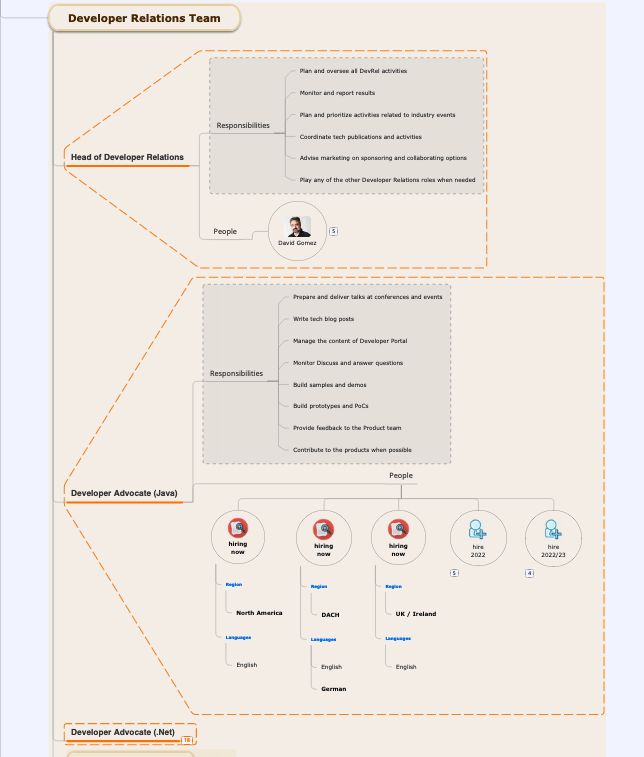 Developer Relations Team
Plan and oversee all DevRel activities
Monitor and report results
Plan and prioritize activities related to industry events
Responsibilities
Coordinate tech publications and activities
Advise marketing on sponsoring and collaborating options
Head of Developer Relations
Play any of the other Developer Relations roles when needed
People
David Gomez
5
Prepare and deliver talks at conferences and events
Write tech blog posts
Manage the content of Developer Portal
Monitor Discuss and answer questions
Responsibilities
Build samples and demos
Build prototypes and PoCs
Provide feedback to the Product team
Contribute to the products when possible
People
Developer Advocate (Java)
hiring
now
hiring
now
hiring
now
hire
2022
hire
2022/23
5
4
Region
North America
Languages
English
Region
DACH
Languages
English
German
Region
UK / Ireland
Languages
English
Developer Advocate (.Net)
18